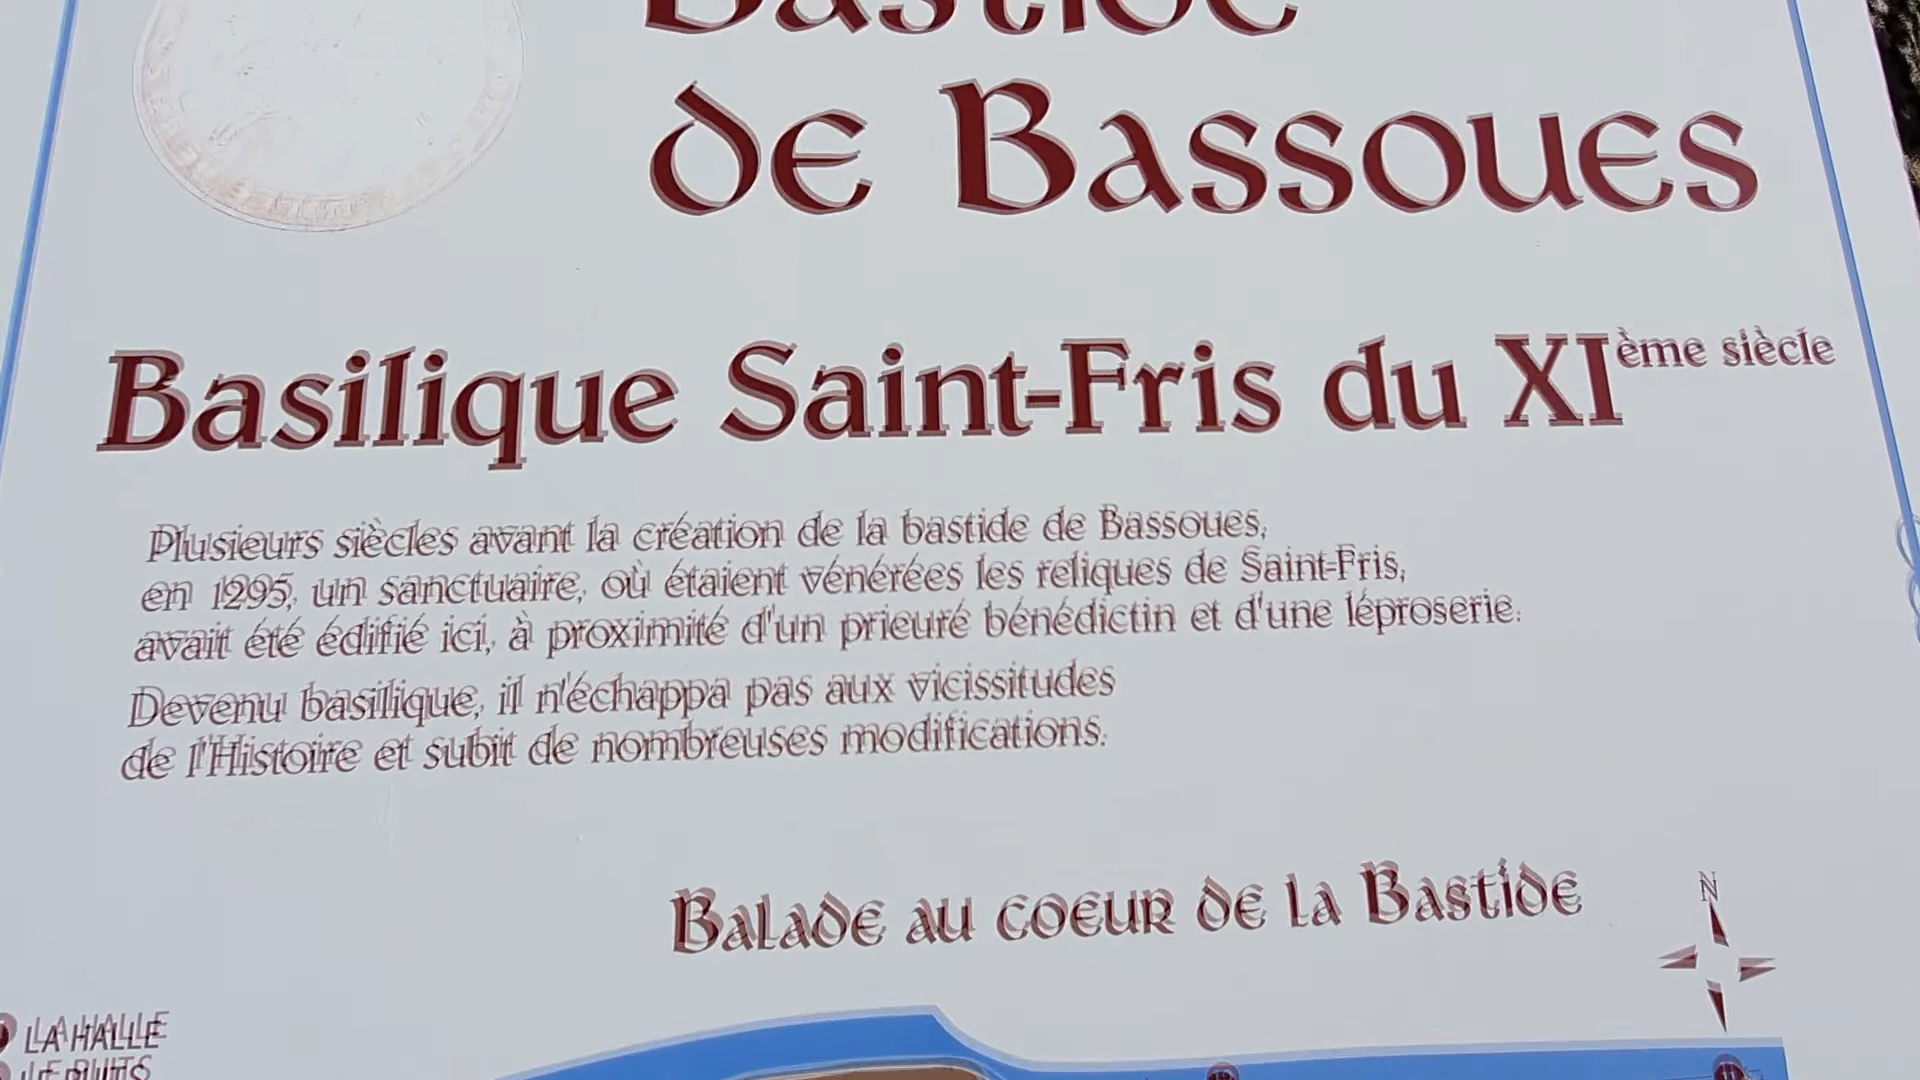 Bastide
de Bassoues
Basilique Saint-Fris du XIème siècle
Plusieurs siècles avant la création de la bastide de Bassoues,
en 1295, un sanctuaire, où étaient vénérées les reliques de Saint-Fris,
avait été édifié ici, à proximité d'un prieuré bénédictin et d'une léproserie.
Devenu basilique, il n'échappa pas aux vicissitudes
de l'Histoire et subit de nombreuses modifications.
Balade au coeur de la Bastide
N
LA HALLE
LE PUITS